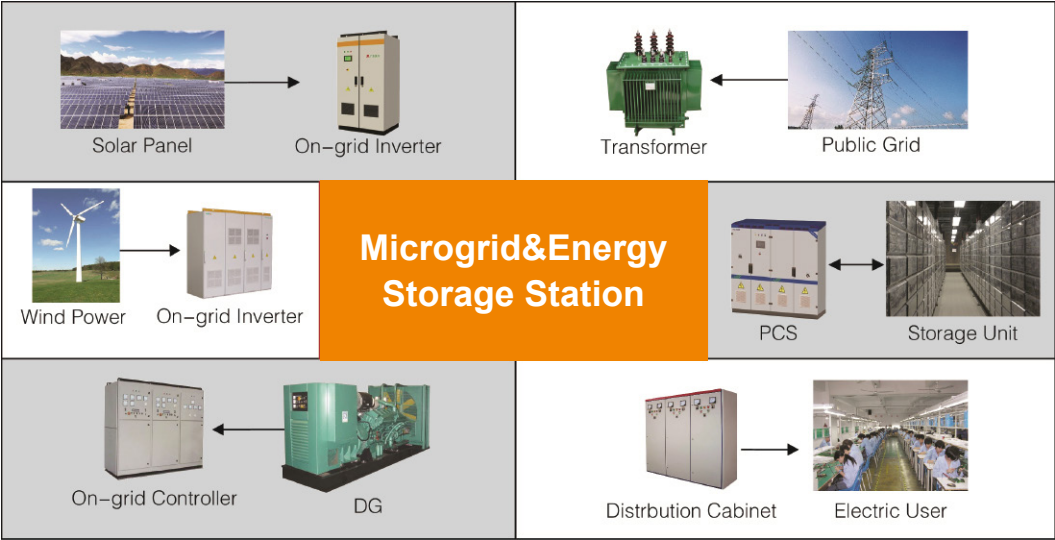 Solar Panel
On-grid Inverter
Transformer
Public Grid
Microgrid&Energy
Storage Station
Wind Power
On-grid Inverter
PCS
Storage Unit
On-grid Controller
DG
Distrbution Cabinet
Electric User